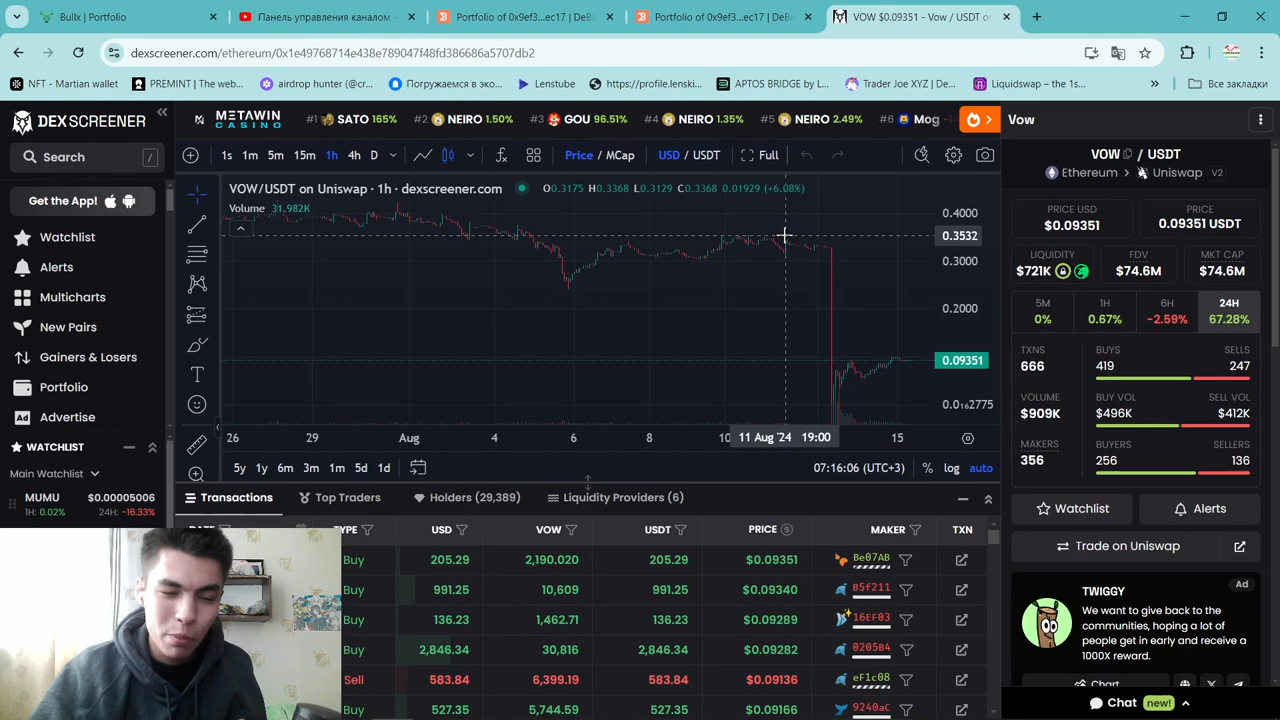 Bullx | Portfolio
Панель управления каналом -
Portfolio of 0x9ef3...ec17 | DeBa
Portfolio of 0x9ef3...ec17 | DeBa
VOW $0.09351 - Vow / USDT on
dexscreener.com/ethereum/0x1e49768714e438e789047f48fd386686a5707db2
NFT - Martian wallet
PREMINT | The web...
airdrop hunter (@cr...
Погружаемся в эко...
Lenstube
https://profile.lenski...
APTOS BRIDGE by L...
Trader Joe XYZ | De...
Liquidswap – the 1s...
»
Все закладки
DEXSCREENER
METAWIN
CASINO
#1 SATO 165%
#2 NEIRO 1.50%
#3 GOU 96.51%
#4 NEIRO 1.35%
#5 NEIRO 2.49%
#6 Mog
Vow
Search /
Get the App!
Watchlist
Alerts
Multicharts
New Pairs
Gainers & Losers
Portfolio
Ad Advertise
WATCHLIST
Main Watchlist
MUMU $0.00005006
1H: 0.02% 24H: -16.33%
1s 1m 5m 15m 1h 4h D
Price / MCap
USD / USDT
Full
VOW/USDT on Uniswap · 1h · dexscreener.com
O0.3175 H0.3368 L0.3129 C0.3368 0.01929 (+6.08%)
Volume 31.982K
0.4000
0.3532
0.3000
0.2000
0.09351
0.0162775
26 29 Aug 4 6 8 10 11 Aug '24 19:00 15
5y 1y 6m 3m 1m 5d 1d
07:16:06 (UTC+3) % log auto
Transactions
Top Traders
Holders (29,389)
Liquidity Providers (6)
TYPE USD VOW USDT PRICE MAKER TXN
Buy 205.29 2,190.020 205.29 $0.09351 Be07AB
Buy 991.25 10,609 991.25 $0.09340 B5f211
Buy 136.23 1,462.71 136.23 $0.09289 16EF03
Buy 2,846.34 30,816 2,846.34 $0.09282 0205B4
Sell 583.84 6,399.19 583.84 $0.09136 eF1c08
Buy 527.35 5,744.59 527.35 $0.09166 9240aC
VOW / USDT
Ethereum > Uniswap V2
PRICE USD
$0.09351
PRICE
0.09351 USDT
LIQUIDITY
$721K
FDV
$74.6M
MKT CAP
$74.6M
5M
0%
1H
0.67%
6H
-2.59%
24H
67.28%
TXNS
666
BUYS
419
SELLS
247
VOLUME
$909K
BUY VOL
$496K
SELL VOL
$412K
MAKERS
356
BUYERS
256
SELLERS
136
Watchlist
Alerts
Trade on Uniswap
TWIGGY
Ad
We want to give back to the
communities, hoping a lot of
people get in early and receive a
1000X reward.
Chart
Chat new!